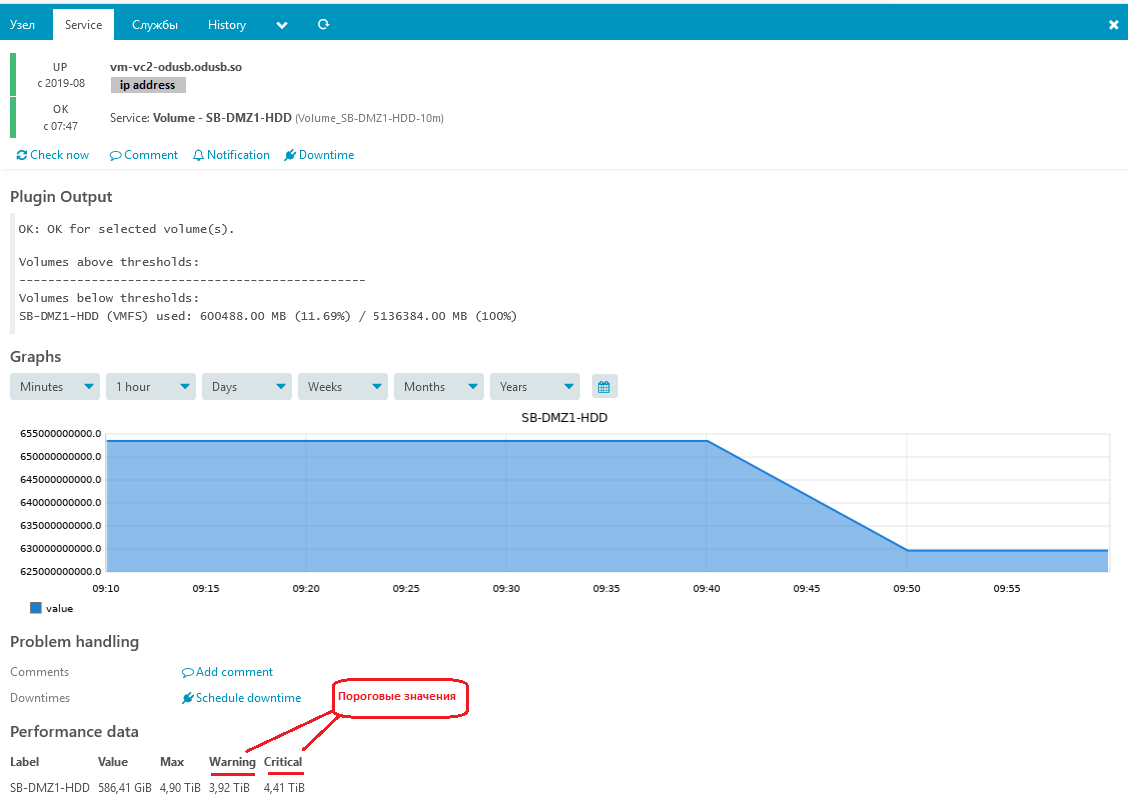 Узел Service Службы History
UP
с 2019-08
vm-vc2-odusb.odusb.so
ip address
OK
с 07:47
Service: Volume - SB-DMZ1-HDD (Volume_SB-DMZ1-HDD-10m)
Check now Comment Notification Downtime
Plugin Output
OK: OK for selected volume(s).
Volumes above thresholds:
------------------------------------------------
Volumes below thresholds:
SB-DMZ1-HDD (VMFS) used: 600488.00 MB (11.69%) / 5136384.00 MB (100%)
Graphs
Minutes 1 hour Days Weeks Months Years
SB-DMZ1-HDD
655000000000.0
650000000000.0
645000000000.0
640000000000.0
635000000000.0
630000000000.0
625000000000.0
09:10 09:15 09:20 09:25 09:30 09:35 09:40 09:45 09:50 09:55
value
Problem handling
Comments Add comment
Downtimes Schedule downtime
Пороговые значения
Performance data
Label Value Max Warning Critical
SB-DMZ1-HDD 586,41 GiB 4,90 TiB 3,92 TiB 4,41 TiB